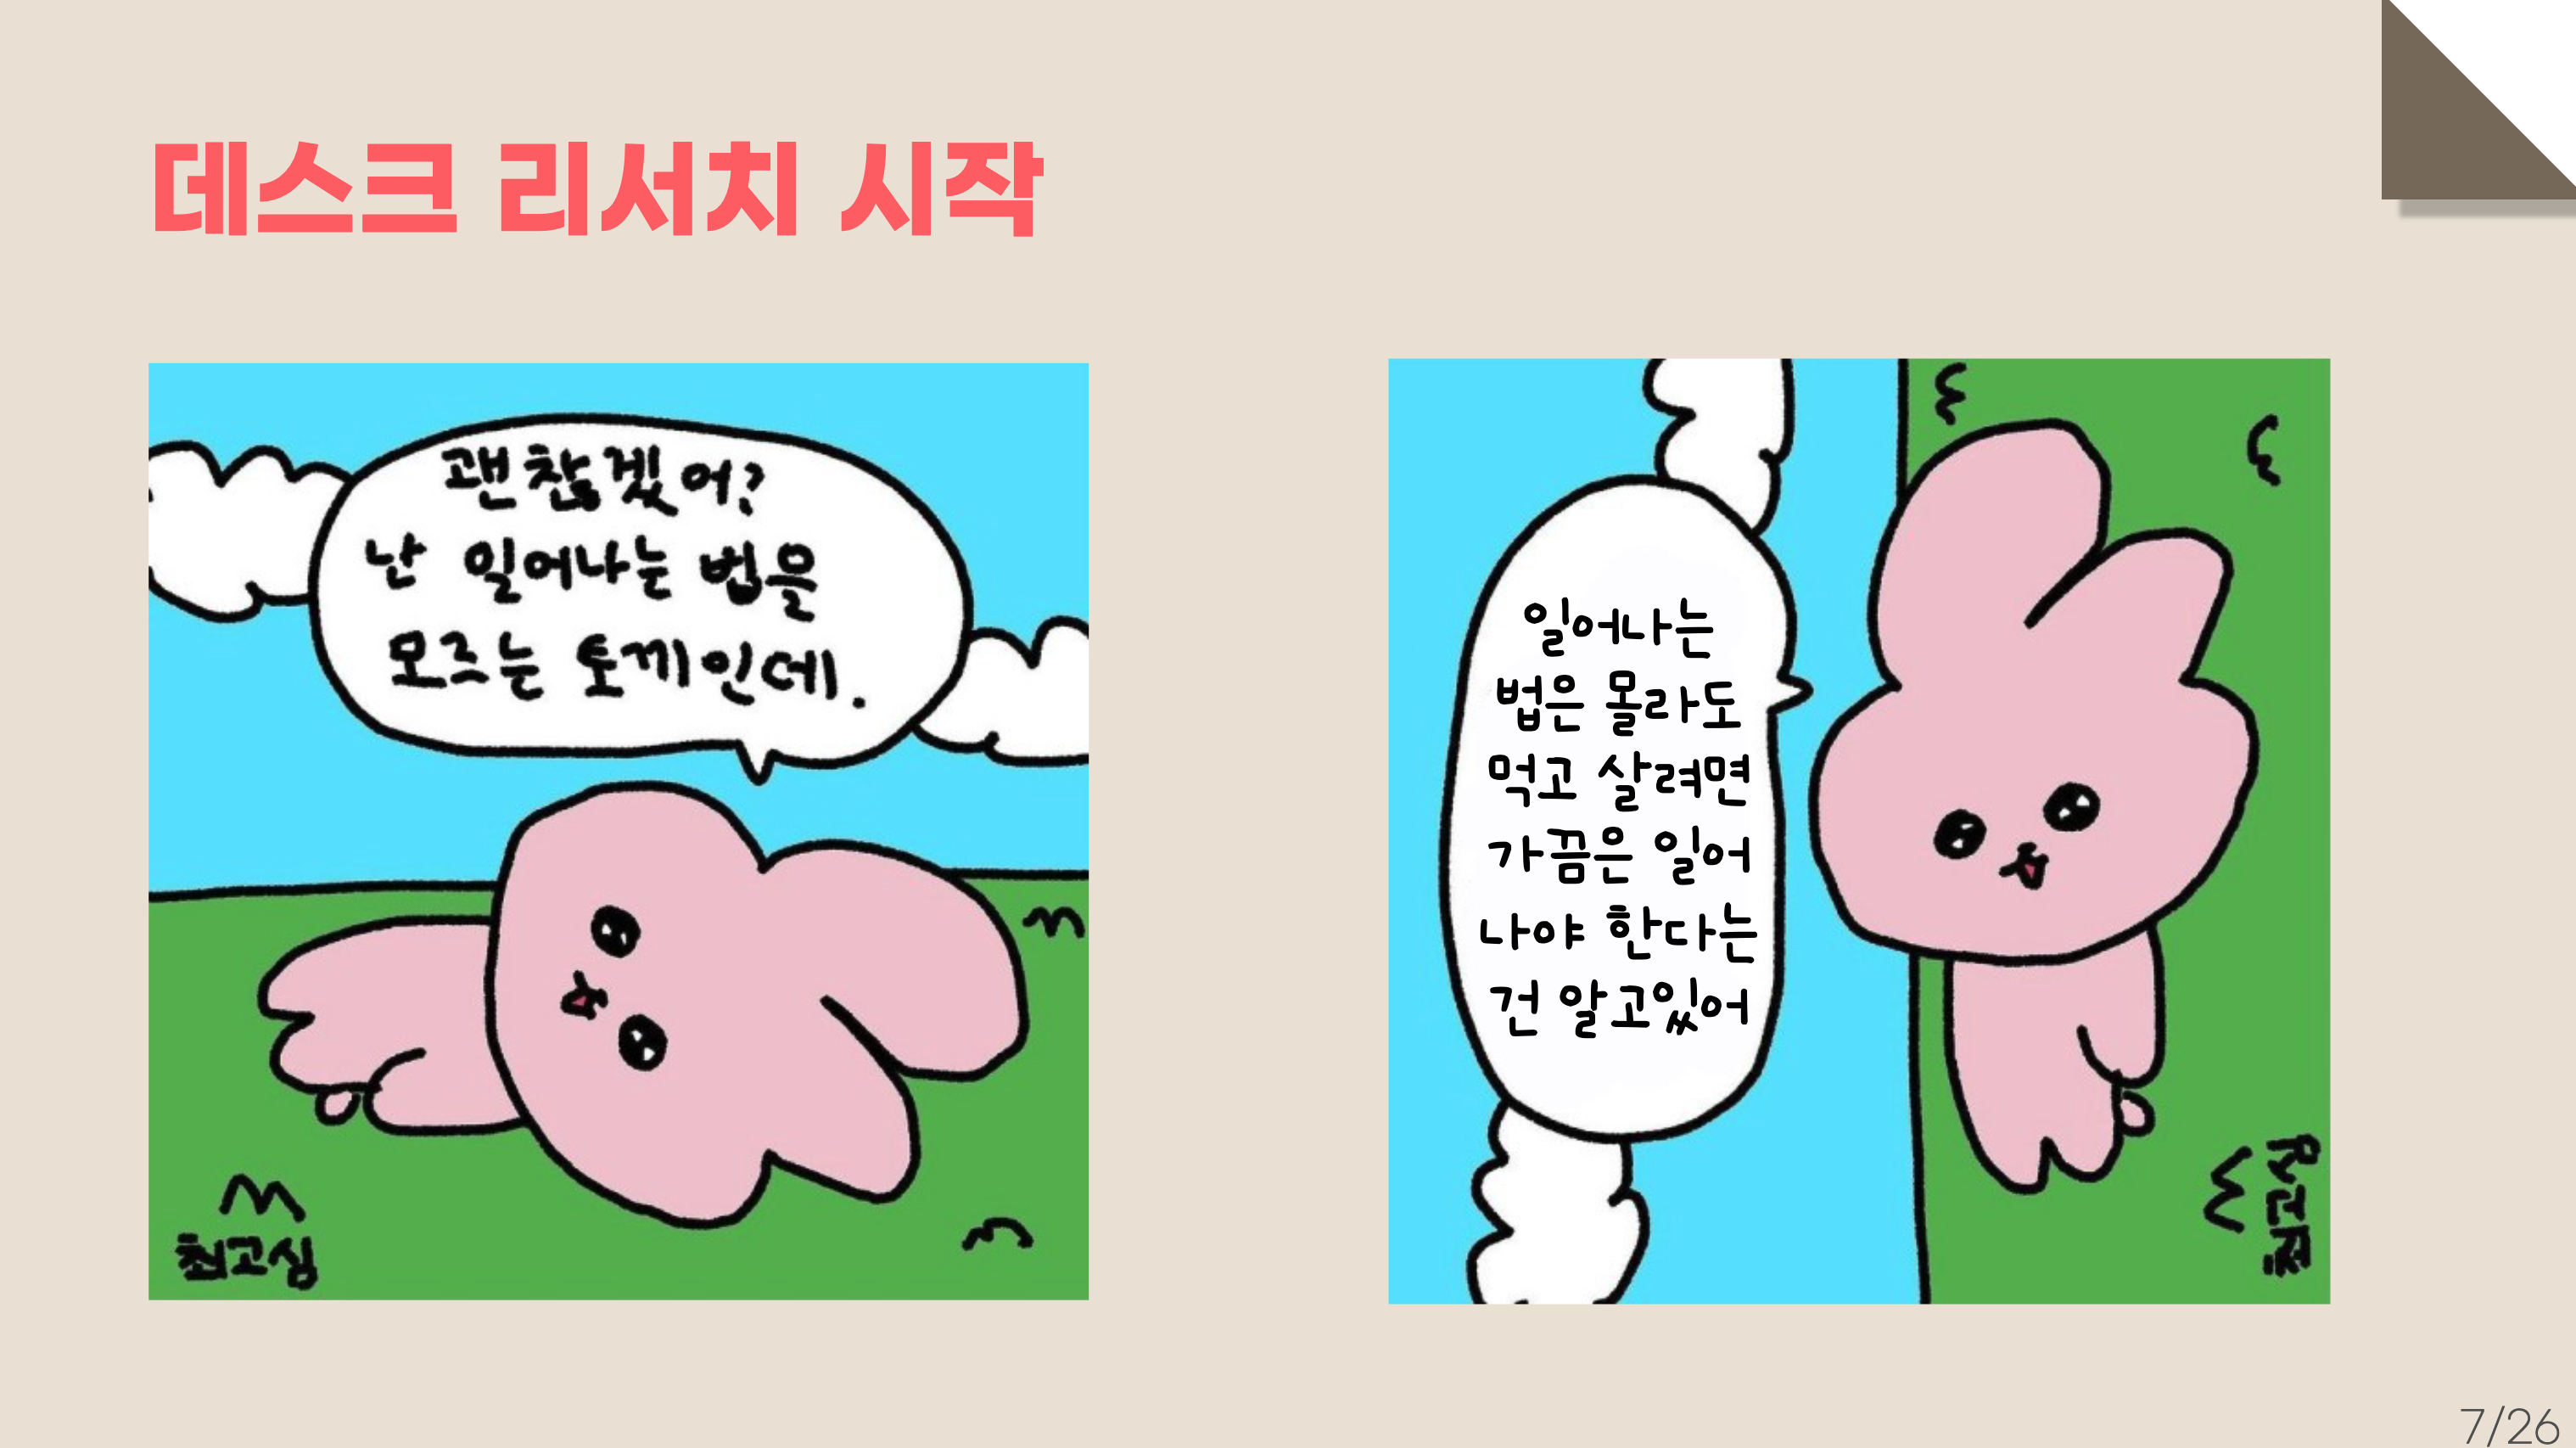 데스크 리서치 시작
괜찮겠어?
난 일어나는 법을
모르는 토끼인데.
최고심
일어나는
법은 몰라도
먹고 살려면
가끔은 일어
나야 한다는
건 알고있어
최고심
7/26